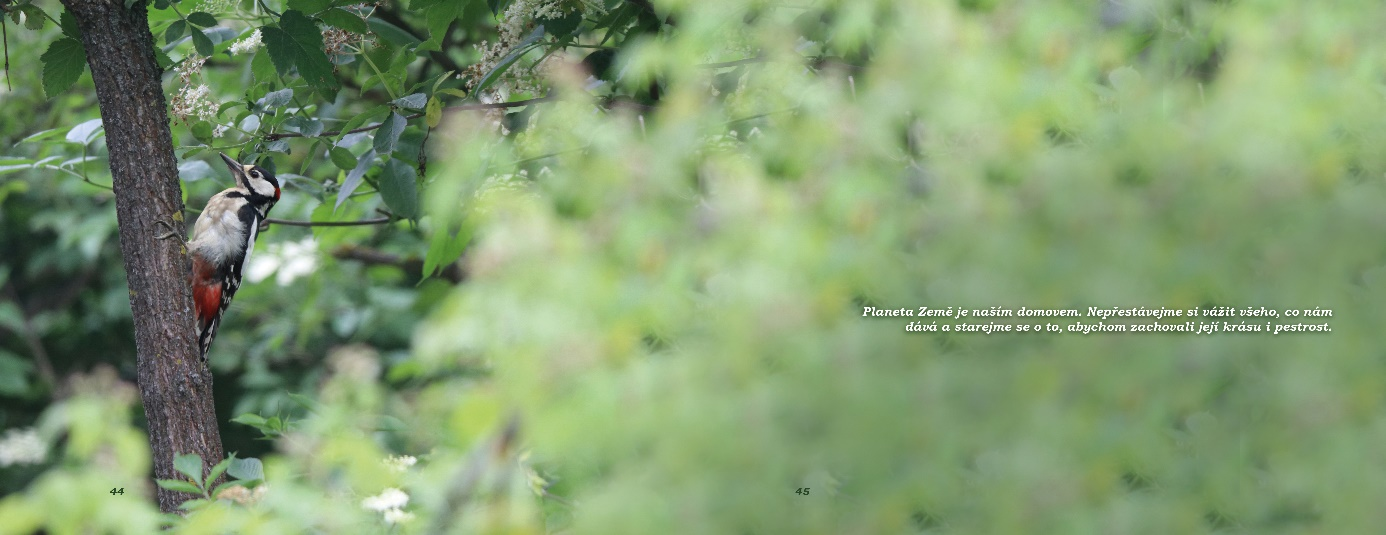 Planeta Země je naším domovem. Nepřestávejme si vážit všeho, co nám
dává a starejme se o to, abychom zachovali její krásu i pestrost.
44
45